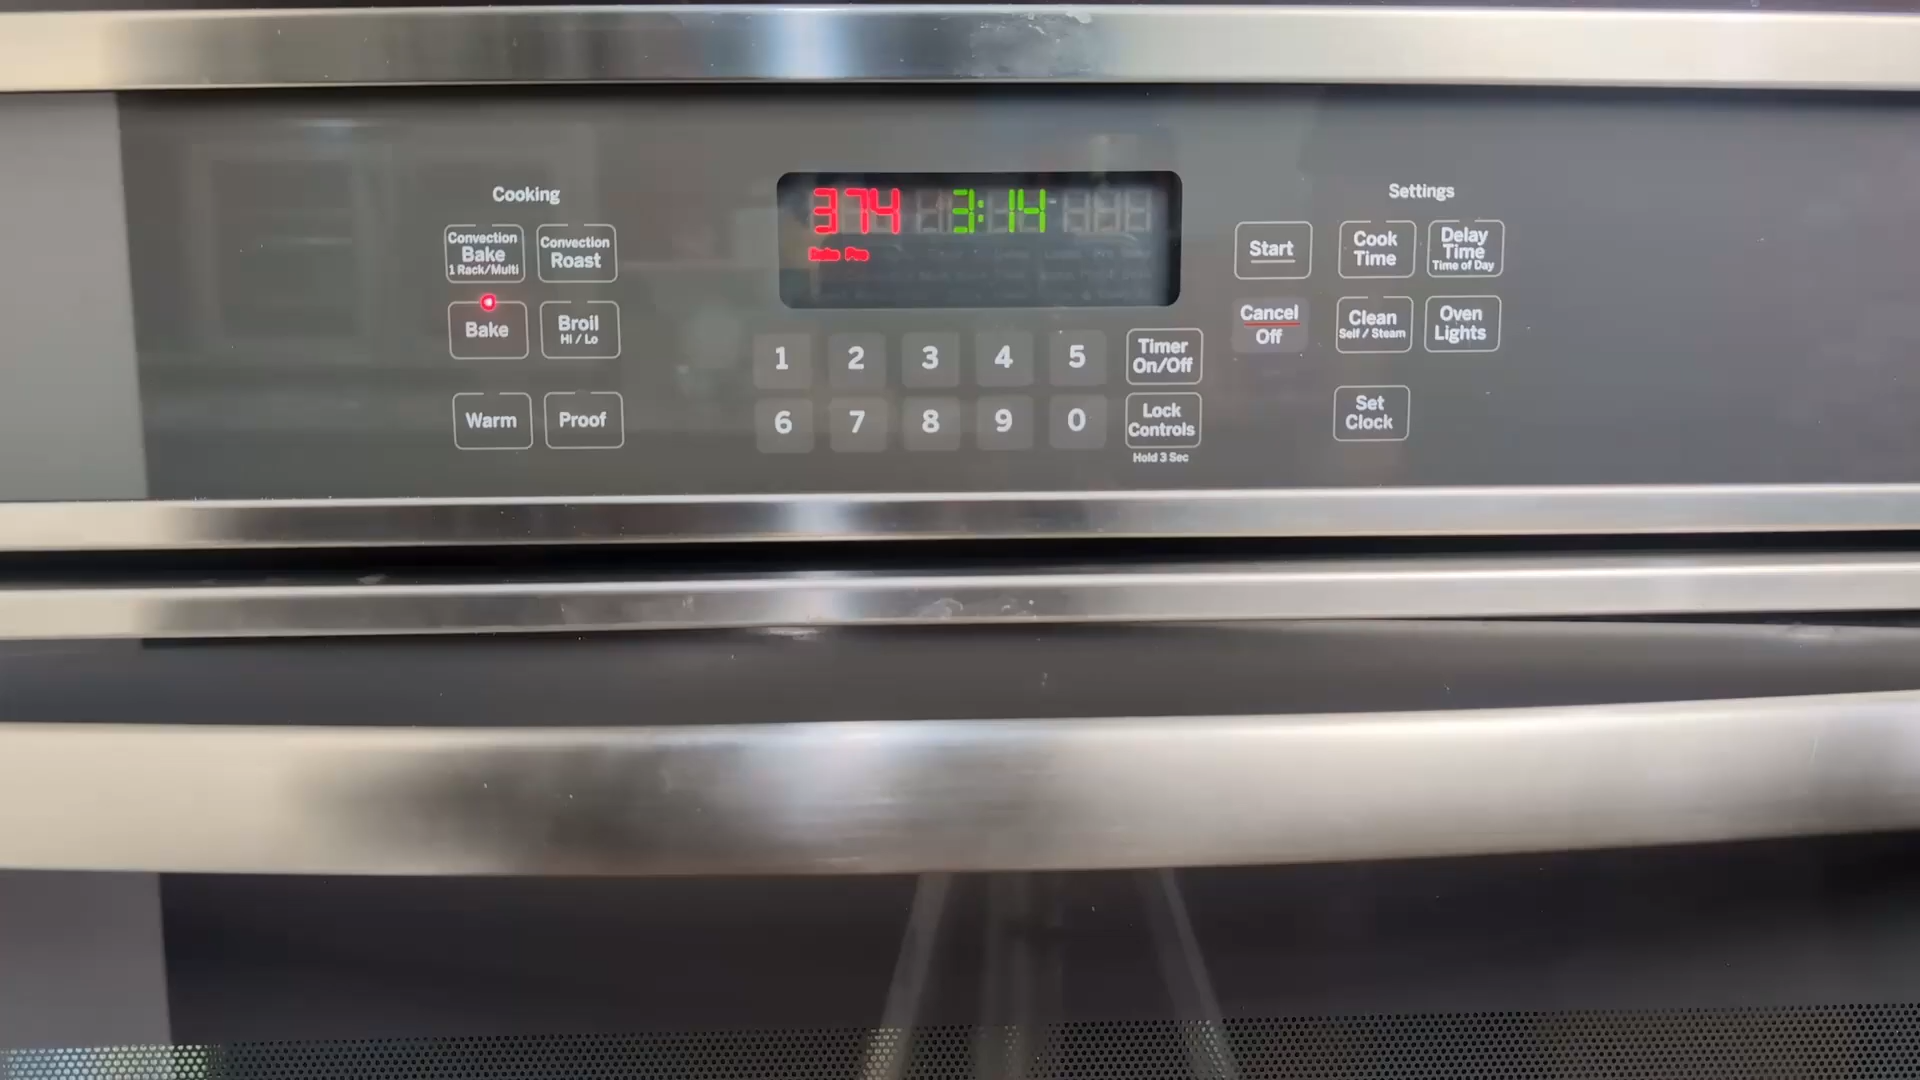 Cooking
Convection
Bake
1 Rack/Multi
Convection
Roast
Bake
Broil
Hi / Lo
Warm
Proof
374 3:14
1 2 3 4 5
6 7 8 9 0
Timer
On/Off
Lock
Controls
Hold 3 Sec
Start
Cancel
Off
Settings
Cook
Time
Delay
Time
Time of Day
Clean
Self / Steam
Oven
Lights
Set
Clock